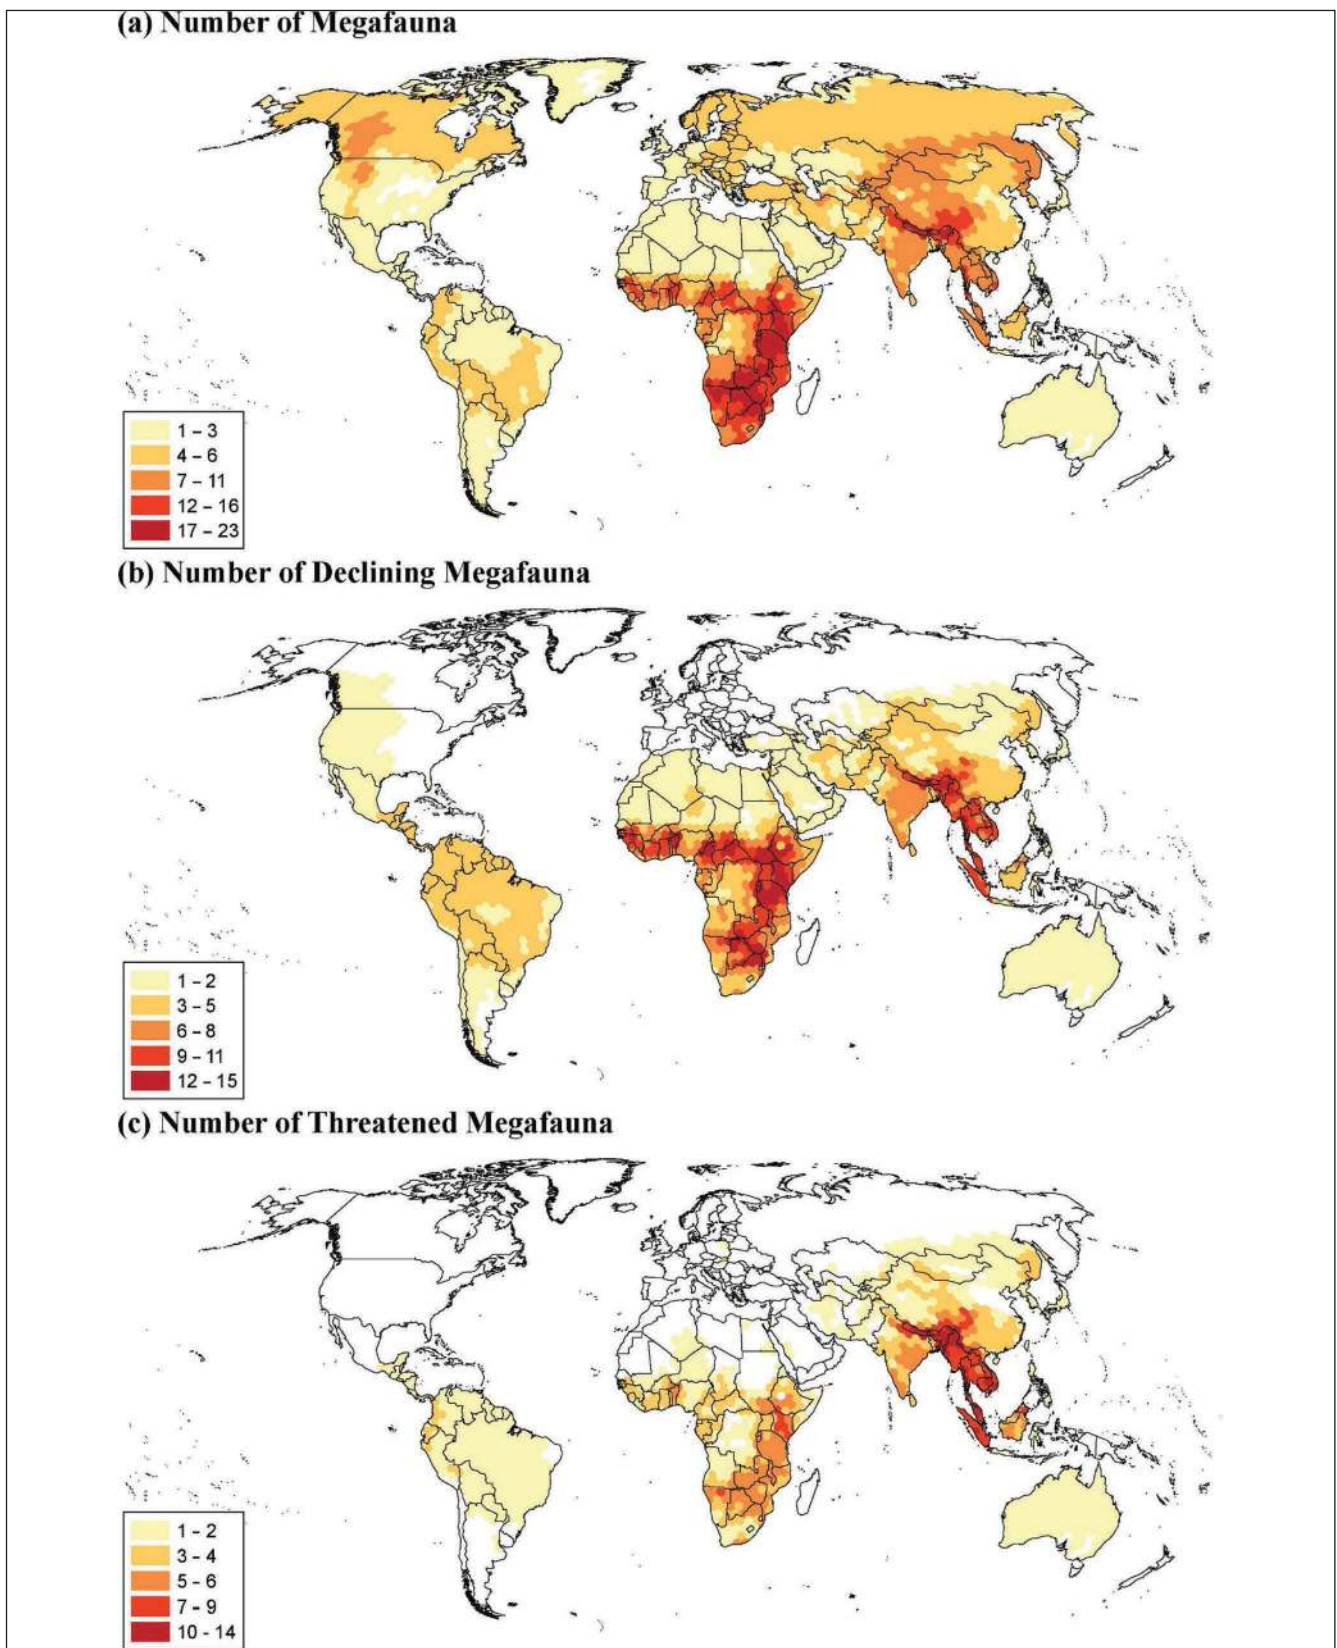 (a) Number of Megafauna
1 – 3
4 – 6
7 – 11
12 – 16
17 – 23
(b) Number of Declining Megafauna
1 – 2
3 – 5
6 – 8
9 – 11
12 – 15
(c) Number of Threatened Megafauna
1 – 2
3 – 4
5 – 6
7 – 9
10 – 14